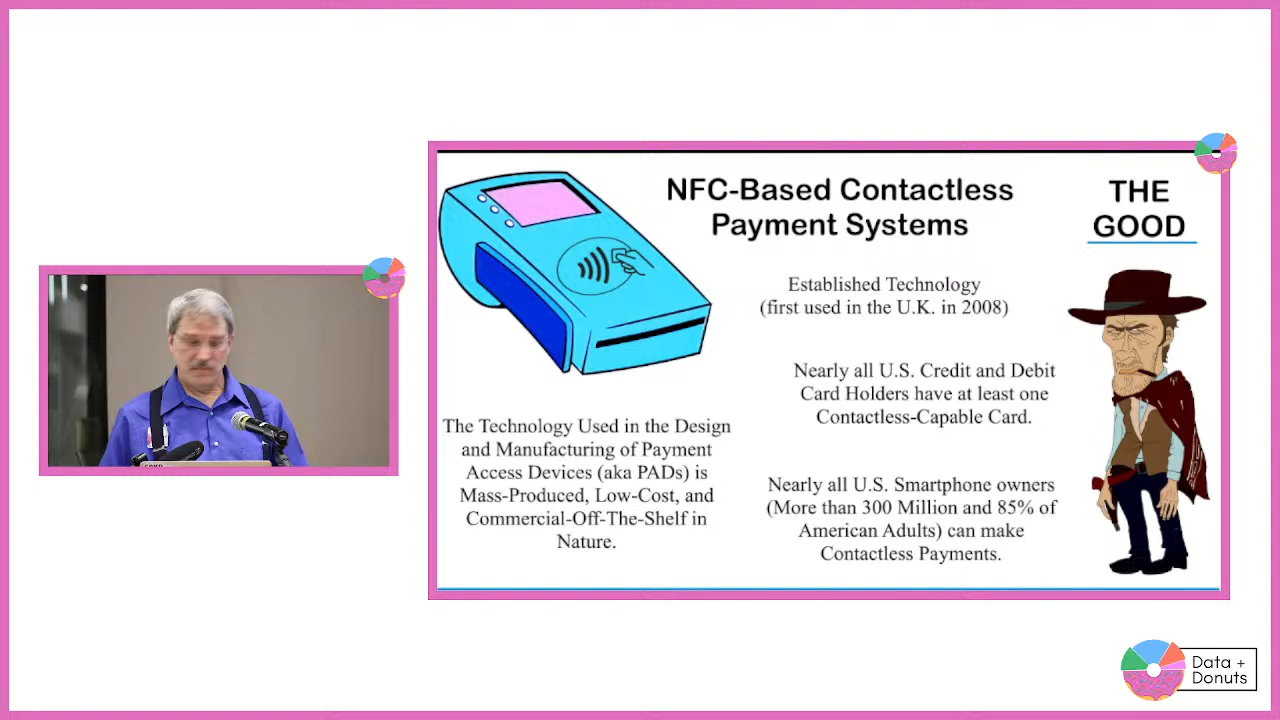 NFC-Based Contactless
Payment Systems
THE
GOOD
Established Technology
(first used in the U.K. in 2008)
Nearly all U.S. Credit and Debit
Card Holders have at least one
Contactless-Capable Card.
The Technology Used in the Design
and Manufacturing of Payment
Access Devices (aka PADs) is
Mass-Produced, Low-Cost, and
Commercial-Off-The-Shelf in
Nature.
Nearly all U.S. Smartphone owners
(More than 300 Million and 85% of
American Adults) can make
Contactless Payments.
Data +
Donuts